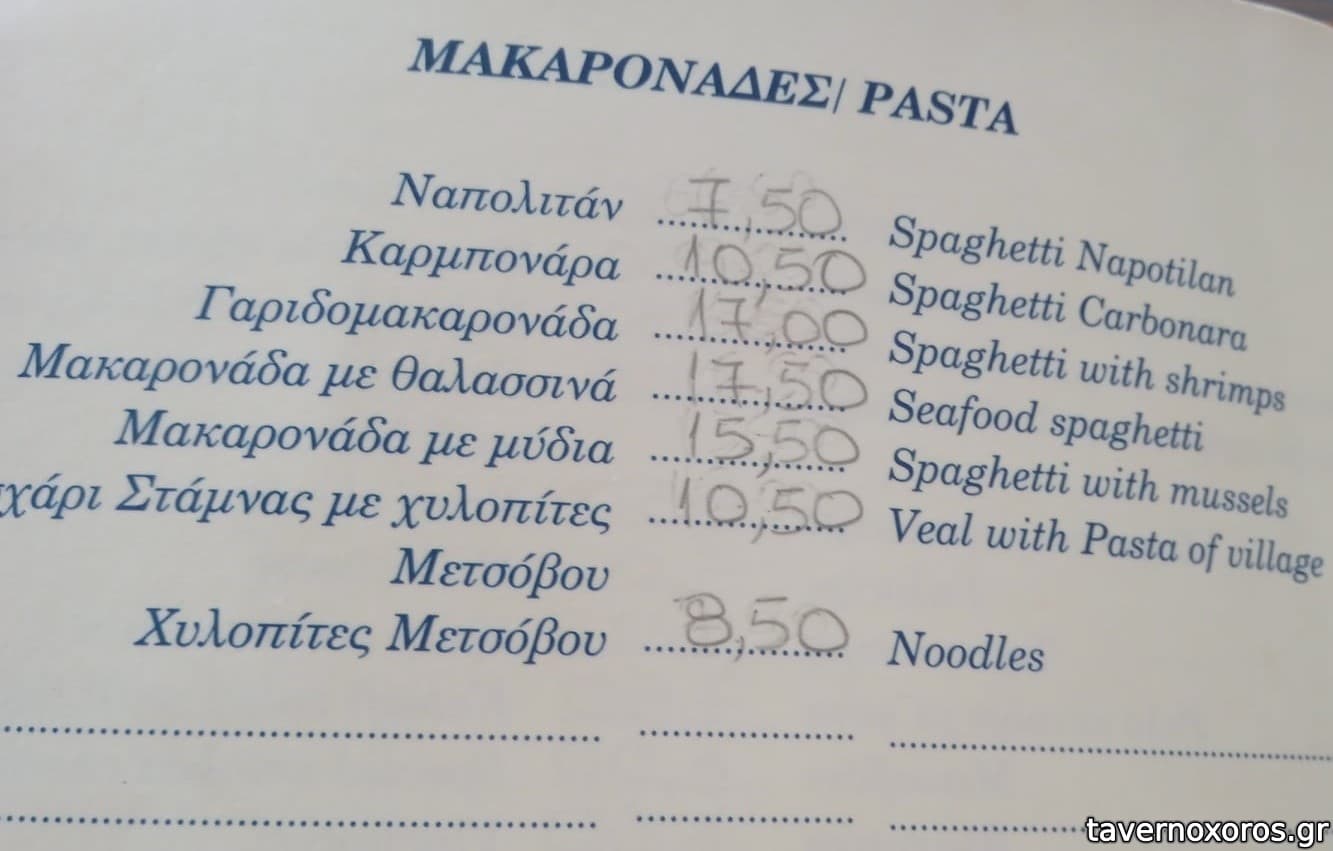 ΜΑΚΑΡΟΝΑΔΕΣ/ PASTA
Ναπολιτάν 7,50 Spaghetti Napotilan
Καρμπονάρα 10,50 Spaghetti Carbonara
Γαριδομακαρονάδα 17,00 Spaghetti with shrimps
Μακαρονάδα με θαλασσινά 17,50 Seafood spaghetti
Μακαρονάδα με μύδια 15,50 Spaghetti with mussels
Στάμνας με χυλοπίτες 10,50 Veal with Pasta of village
Μετσόβου
Χυλοπίτες Μετσόβου 8,50 Noodles
tavernoxoros.gr